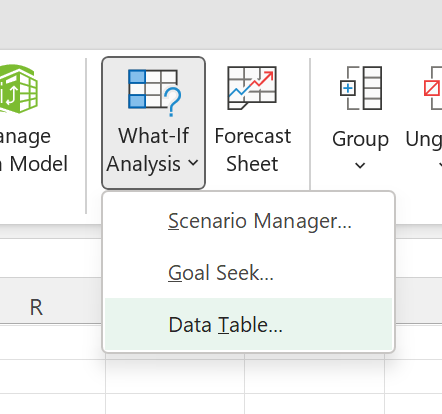 anage
Model
What-If
Analysis
Forecast
Sheet
Group
Ung
Scenario Manager...
Goal Seek...
Data Table...
R